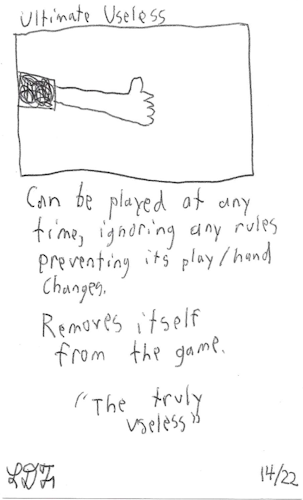 Ultimate Useless
Can be played at any
time, ignoring any rules
preventing its play/hand
changes.
Removes itself
from the game.
"The truly
useless"
14/22